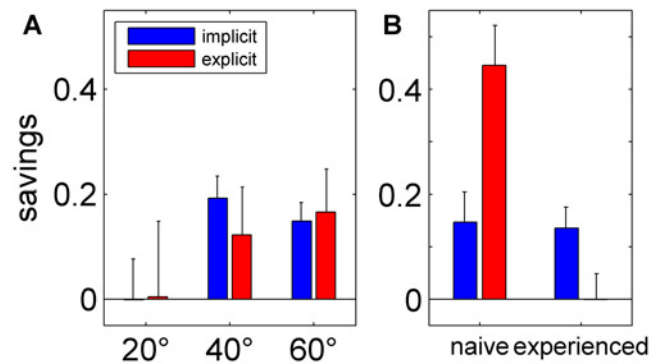 A
B
implicit
explicit
savings
0.4
0.2
0
0.4
0.2
0
20° 40° 60°
naive experienced